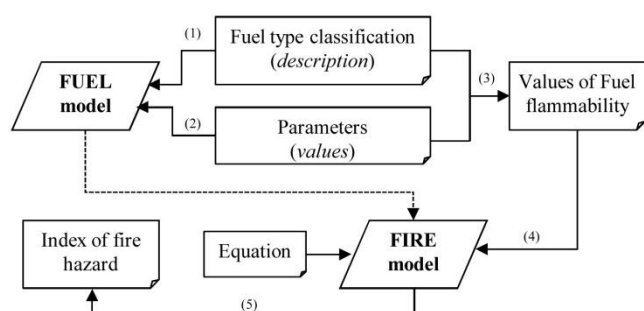 (1)
Fuel type classification
(description)
FUEL
model
(2)
Parameters
(values)
(3)
Values of Fuel
flammability
Index of fire
hazard
Equation
FIRE
model
(4)
(5)